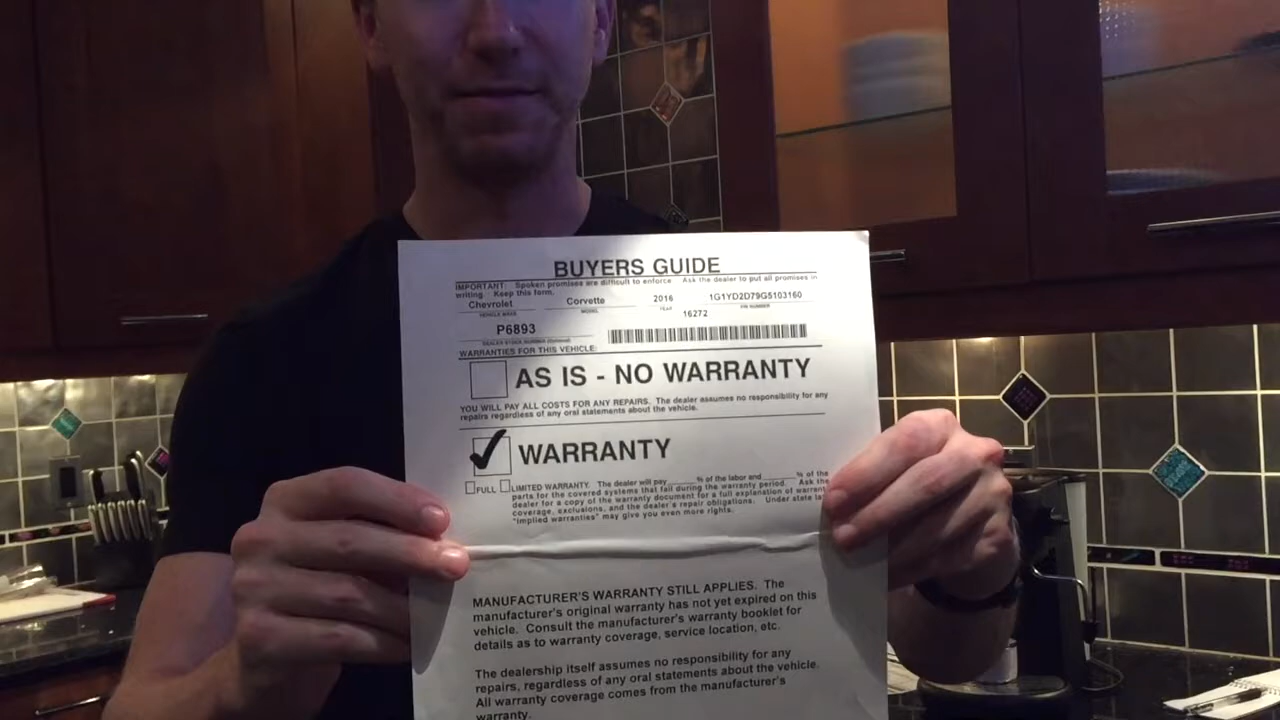 BUYERS GUIDE
IMPORTANT: Spoken promises are difficult to enforce Ask the dealer to put all promises in
writing. Keep this form.
Chevrolet Corvette 2016 1G1YD2D79G5103160
VEHICLE MAKE MODEL YEAR VIN NUMBER
16272
P6893
DEALER STOCK NUMBER (Optional)
WARRANTIES FOR THIS VEHICLE:
AS IS - NO WARRANTY
YOU WILL PAY ALL COSTS FOR ANY REPAIRS. The dealer assumes no responsibility for any
repairs regardless of any oral statements about the vehicle.
WARRANTY
FULL LIMITED WARRANTY. The dealer will pay % of the labor and % of the
parts for the covered systems that fail during the warranty period. Ask the
dealer for a copy of the warranty document for a full explanation of warrant
coverage, exclusions, and the dealer's repair obligations. Under state la
"implied warranties" may give you even more rights.
MANUFACTURER'S WARRANTY STILL APPLIES. The
manufacturer's original warranty has not yet expired on this
vehicle. Consult the manufacturer's warranty booklet for
details as to warranty coverage, service location, etc.
The dealership itself assumes no responsibility for any
repairs, regardless of any oral statements about the vehicle.
All warranty coverage comes from the manufacturer's
warranty.